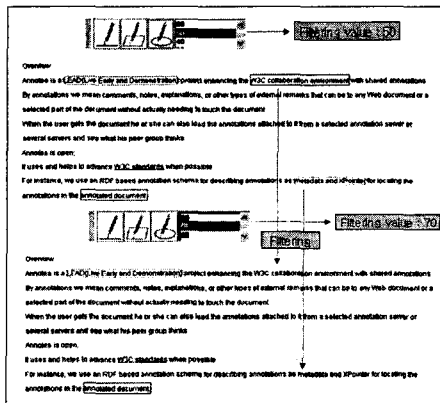 Filtering value : 50
Overview
Annotea is a LEAD(Live Early and Demonstration) project enhancing the W3C collaboration environment with shared annotations
By annotations we mean comments, notes, explanations, or other types of external remarks that can be to any Web document or a
selected part of the document without actually needing to touch the document
When the user gets the document he or she can also load the annotations attached to it from a selected annotation server or
several servers and see what his peer group thinks
Annotea is open;
It uses and helps to advance W3C standards when possible
For instance, we use an RDF based annotation schema for describing annotations as metadata and XPointer for locating the
annotations in the annotated document.
Filtering value : 70
Filtering
Overview
Annotea is a LEAD(Live Early and Demonstration) project enhancing the W3C collaboration environment with shared annotations
By annotations we mean comments, notes, explanations, or other types of external remarks that can be to any Web document or a
selected part of the document without actually needing to touch the document
When the user gets the document he or she can also load the annotations attached to it from a selected annotation server or
several servers and see what his peer group thinks
Annotea is open,
It uses and helps to advance W3C standards when possible
For instance, we use an RDF based annotation schema for describing annotations as metadata and XPointer for locating the
annotations in the annotated document.